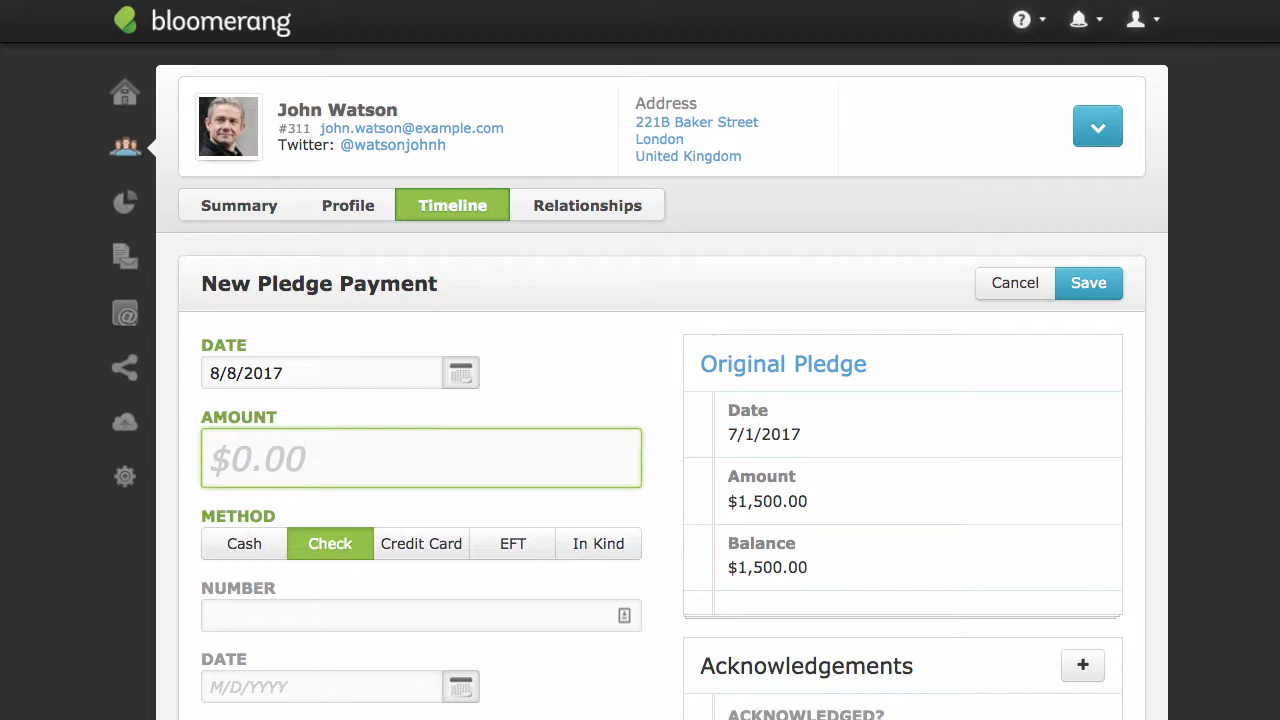 bloomerang
?
John Watson
#311 john.watson@example.com
Twitter: @watsonjohnh
Address
221B Baker Street
London
United Kingdom
Summary
Profile
Timeline
Relationships
New Pledge Payment
Cancel
Save
DATE
8/8/2017
AMOUNT
$0.00
METHOD
Cash
Check
Credit Card
EFT
In Kind
NUMBER
DATE
M/D/YYYY
Original Pledge
Date
7/1/2017
Amount
$1,500.00
Balance
$1,500.00
Acknowledgements
+
ACKNOWLEDGED?